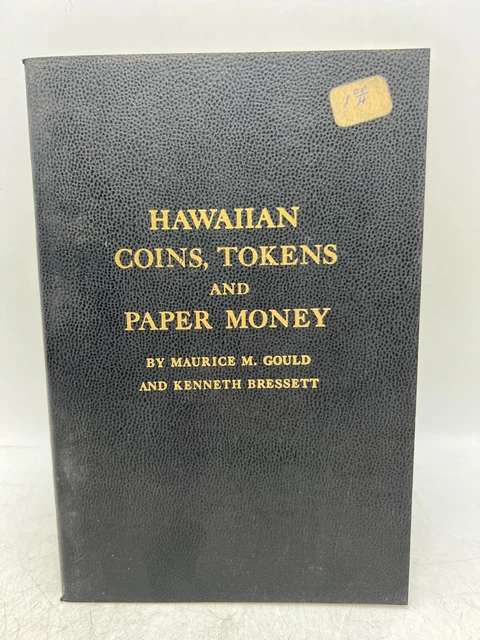 HAWAIIAN
COINS, TOKENS
AND
PAPER MONEY
BY MAURICE M. GOULD
AND KENNETH BRESSETT